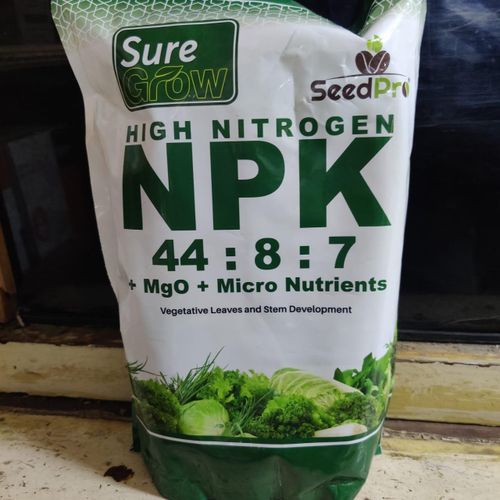 Sure
Grow
SeedPro
HIGH NITROGEN
NPK
44 : 8 : 7
+ MgO + Micro Nutrients
Vegetative Leaves and Stem Development